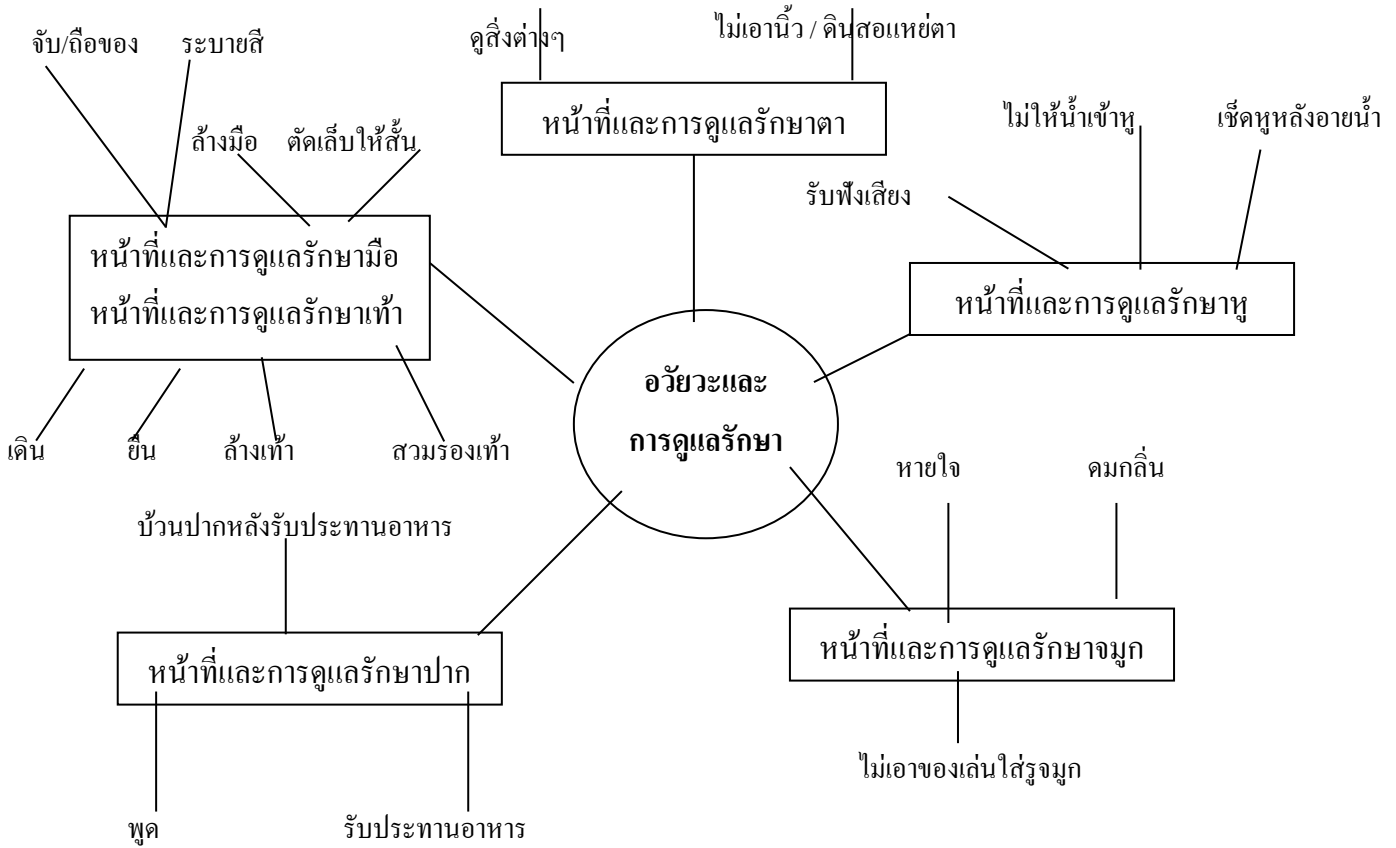 ดูสิ่งต่างๆ
ไม่เอานิ้ว / ดินสอแหย่ตา
จับ/ถือของ
ระบายสี
หน้าที่และการดูแลรักษาตา
ไม่ให้น้ำเข้าหู
เช็ดหูหลังอายน้ำ
ล้างมือ
ตัดเล็บให้สั้น
รับฟังเสียง
หน้าที่และการดูแลรักษามือ
หน้าที่และการดูแลรักษาเท้า
หน้าที่และการดูแลรักษาหู
อวัยวะและ
การดูแลรักษา
เดิน
ยืน
ล้างเท้า
สวมรองเท้า
หายใจ
ดมกลิ่น
บ้วนปากหลังรับประทานอาหาร
หน้าที่และการดูแลรักษาจมูก
หน้าที่และการดูแลรักษาปาก
ไม่เอาของเล่นใส่รูจมูก
พูด
รับประทานอาหาร